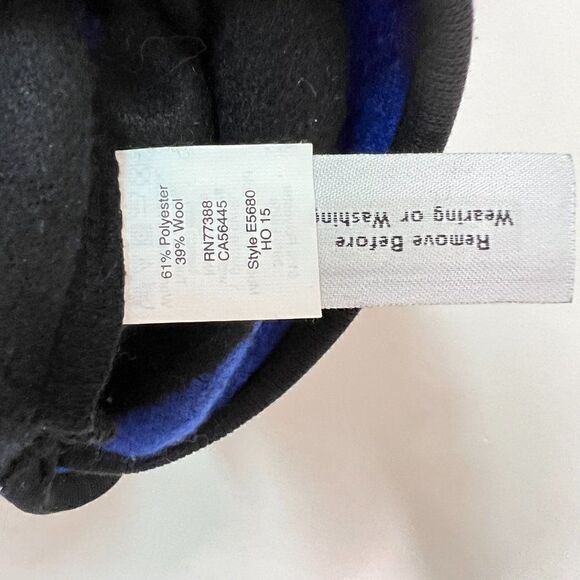 61% Polyester
39% Wool
RN77388
CA56445
Style E5680
HO 15
Remove Before
Wearing or Washing